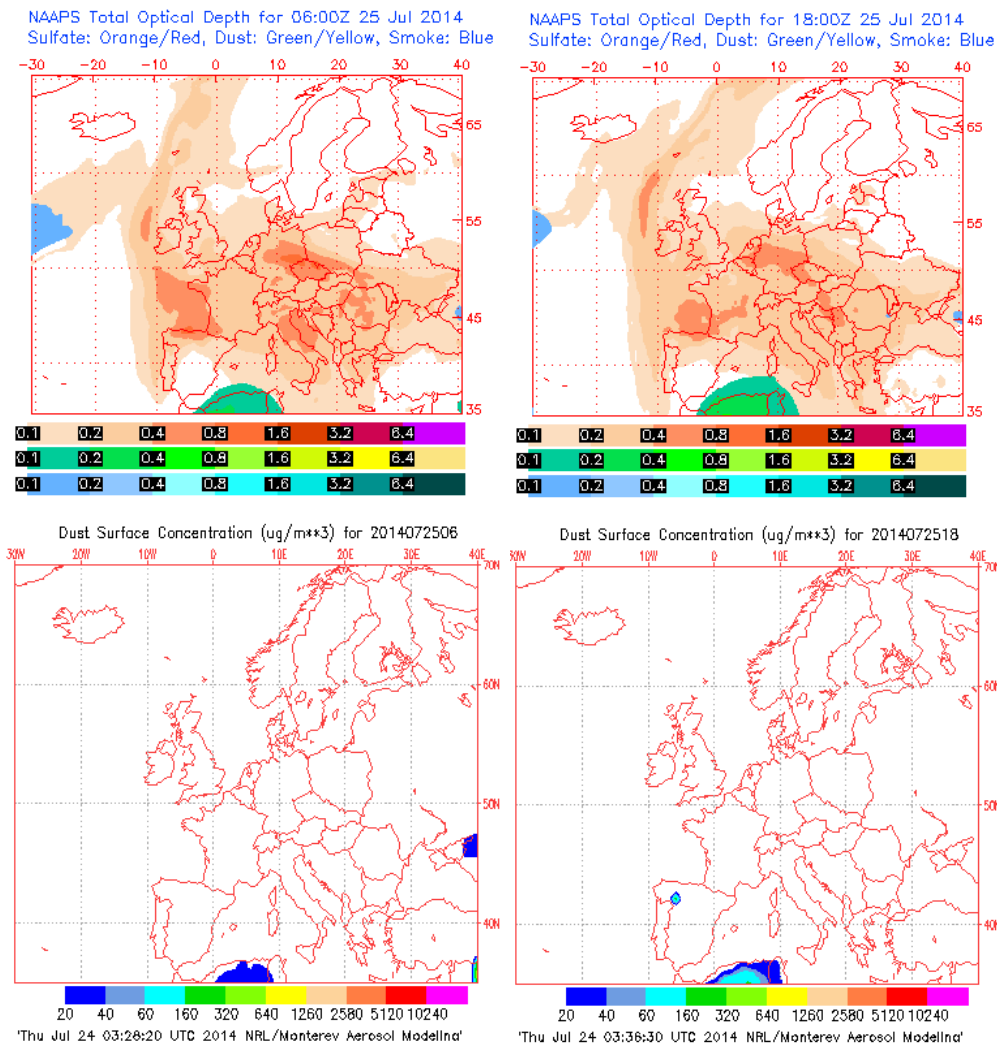 NAAPS Total Optical Depth for 06:00Z 25 Jul 2014
Sulfate: Orange/Red, Dust: Green/Yellow, Smoke: Blue
-30 -20 -10 0 10 20 30 40
65
55
45
35
0.1 0.2 0.4 0.8 1.6 3.2 6.4
0.1 0.2 0.4 0.8 1.6 3.2 6.4
0.1 0.2 0.4 0.8 1.6 3.2 6.4
NAAPS Total Optical Depth for 18:00Z 25 Jul 2014
Sulfate: Orange/Red, Dust: Green/Yellow, Smoke: Blue
-30 -20 -10 0 10 20 30 40
65
55
45
35
0.1 0.2 0.4 0.8 1.6 3.2 6.4
0.1 0.2 0.4 0.8 1.6 3.2 6.4
0.1 0.2 0.4 0.8 1.6 3.2 6.4
Dust Surface Concentration (ug/m**3) for 2014072506
30W 20W 10W 0 10E 20E 30E 40E
70N
60N
50N
40N
20 40 60 160 320 640 1260 2580 5120 10240
'Thu Jul 24 03:28:20 UTC 2014 NRL/Monterey Aerosol Modeling'
Dust Surface Concentration (ug/m**3) for 2014072518
30W 20W 10W 0 10E 20E 30E 40E
70N
60N
50N
40N
20 40 60 160 320 640 1260 2580 5120 10240
'Thu Jul 24 03:36:30 UTC 2014 NRL/Monterey Aerosol Modeling'